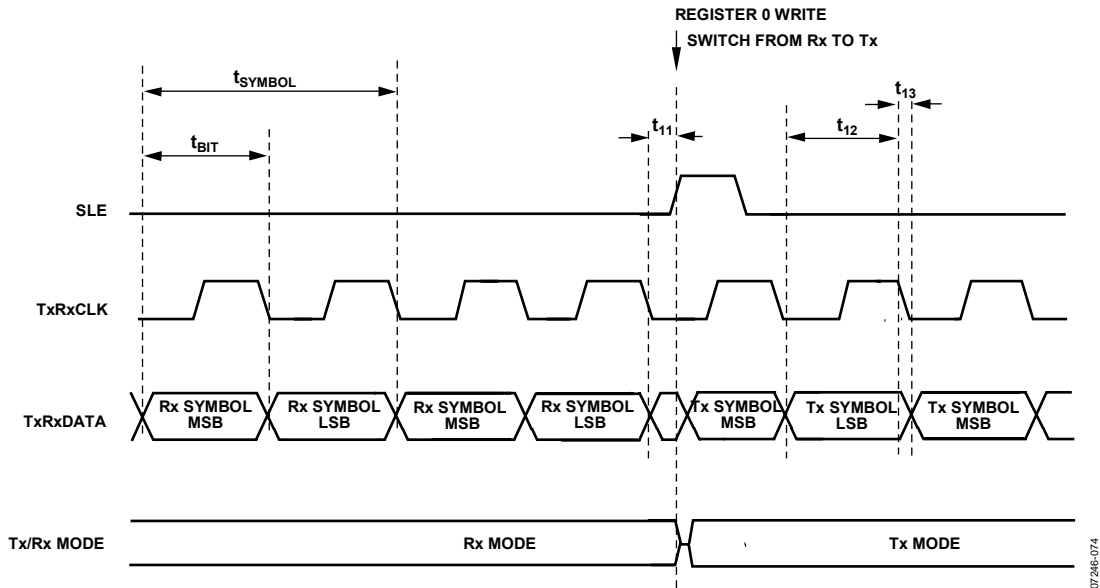 REGISTER 0 WRITE
SWITCH FROM Rx TO Tx
tSYMBOL
t13
t11
t12
tBIT
SLE
TxRxCLK
TxRxDATA
Rx SYMBOL
MSB
Rx SYMBOL
LSB
Rx SYMBOL
MSB
Rx SYMBOL
LSB
Tx SYMBOL
MSB
Tx SYMBOL
LSB
Tx SYMBOL
MSB
Tx/Rx MODE
Rx MODE
Tx MODE
07246-074